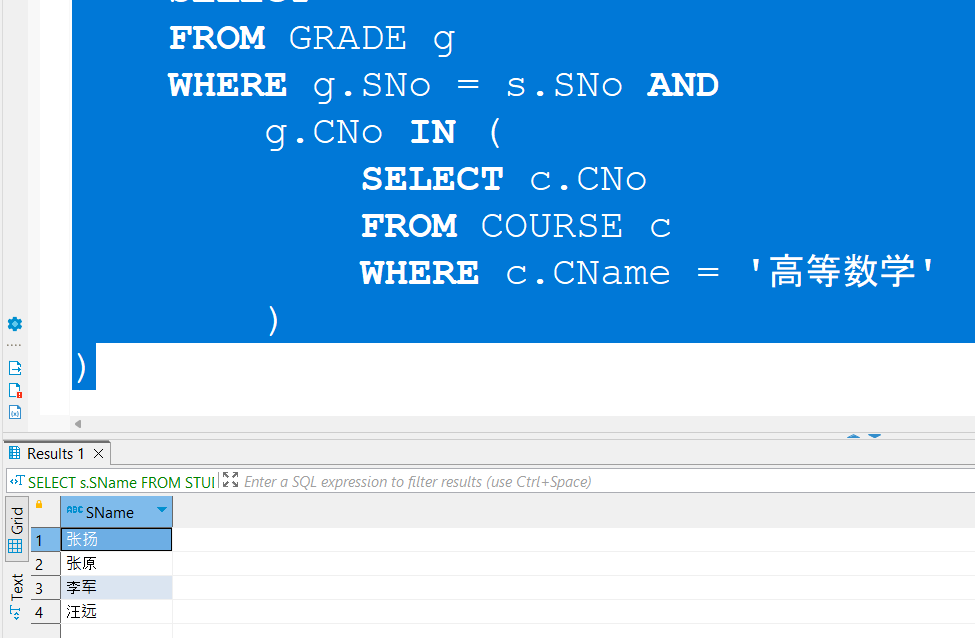 FROM GRADE g
WHERE g.SNo = s.SNo AND
g.CNo IN (
SELECT c.CNo
FROM COURSE c
WHERE c.CName = '高等数学'
)
)
Results 1
SELECT s.SName FROM STUI
Enter a SQL expression to filter results (use Ctrl+Space)
Grid
ABC SName
1 张扬
2 张原
3 李军
4 汪远
Text